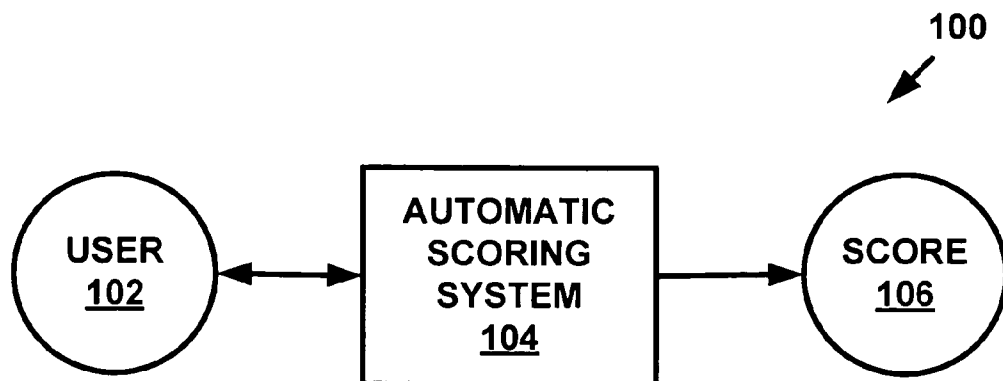 100
USER
102
AUTOMATIC
SCORING
SYSTEM
104
SCORE
106